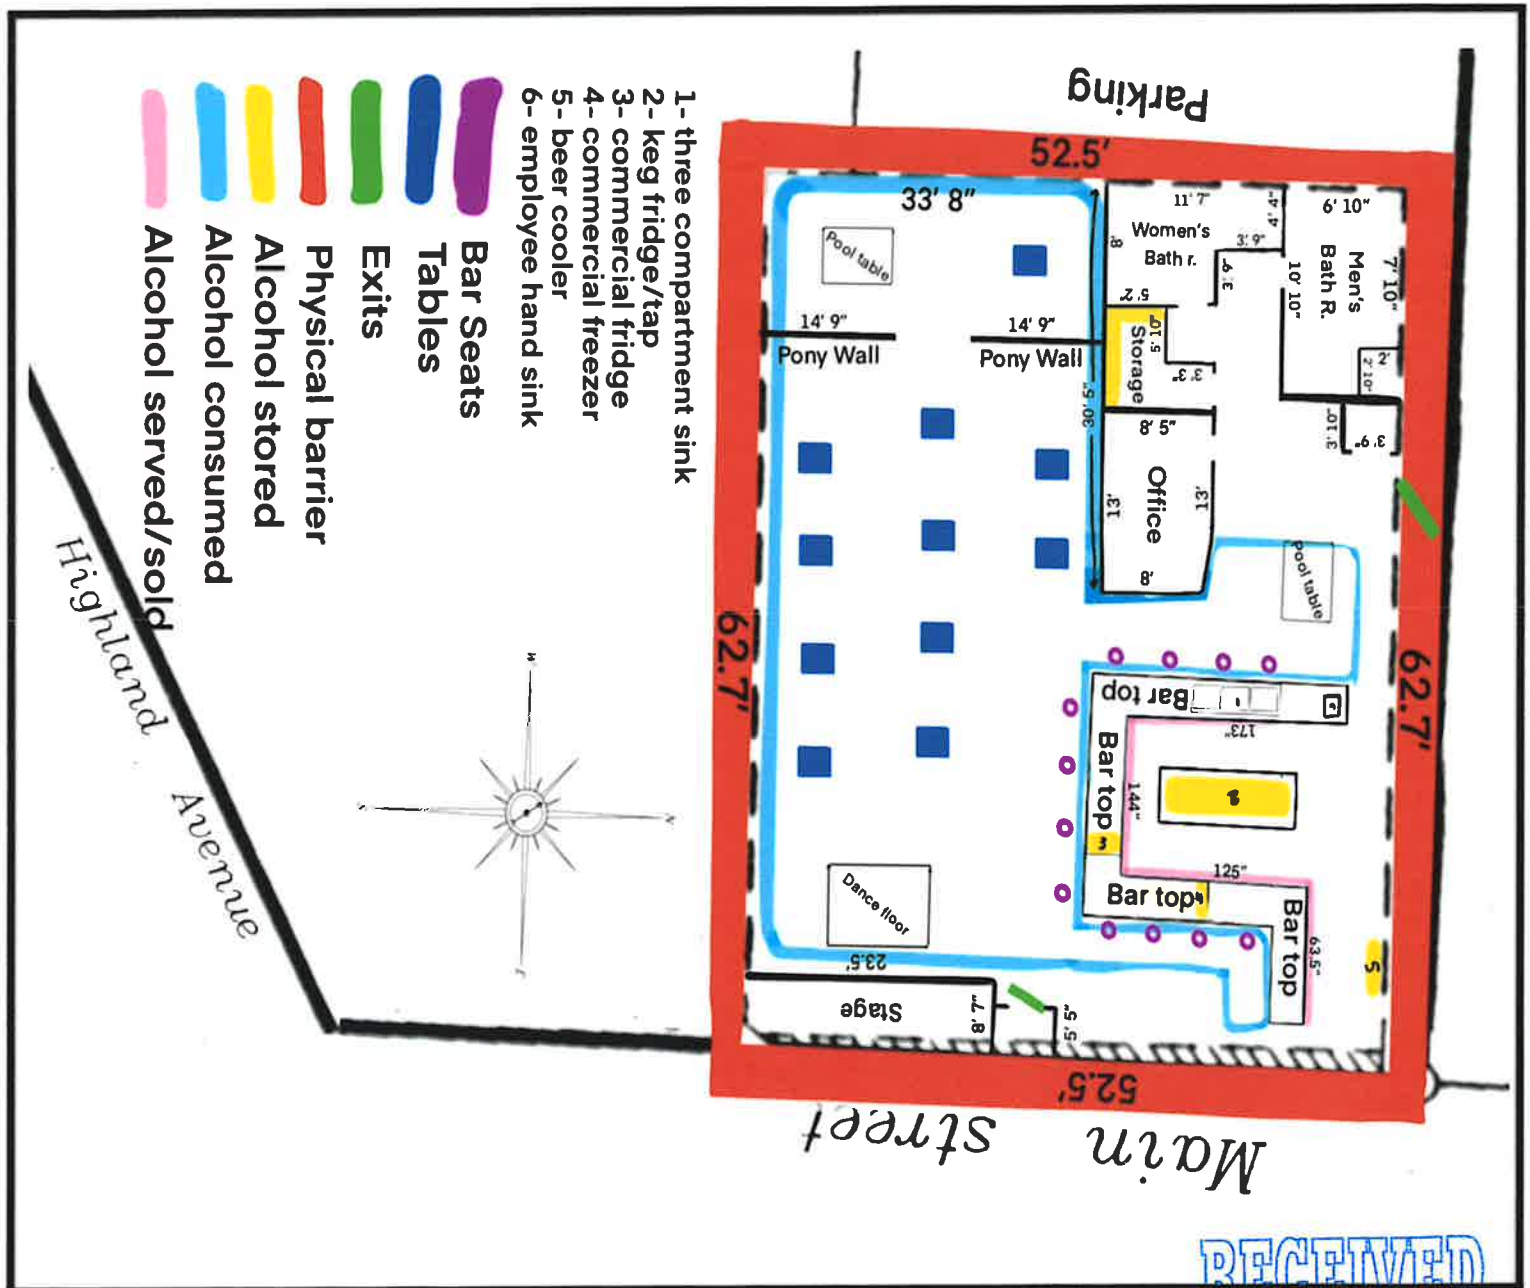 Parking
52.5'
33' 8"
11' 7"
4' 4"
6' 10"
Women's
Bath r.
8'
3' 9"
3' 9"
5' 2"
Men's
Bath R.
7' 10"
10' 10"
2'
2' 10"
3' 10"
3' 9"
Pool table
14' 9"
Pony Wall
14' 9"
Pony Wall
Storage
5' 10"
3' 3"
30' 5"
8' 5"
Office
13'
13'
8'
Pool table
62.7'
62.7'
Bar top
173"
Bar top
144"
3
125"
Bar top
Bar top
63.5"
5
Dance floor
23.5'
Stage
8' 7"
5' 5"
52.5'
Main Street
1- three compartment sink
2- keg fridge/tap
3- commercial fridge
4- commercial freezer
5- beer cooler
6- employee hand sink
Bar Seats
Tables
Exits
Physical barrier
Alcohol stored
Alcohol consumed
Alcohol served/sold
Highland Avenue
N
S
RECEIVED